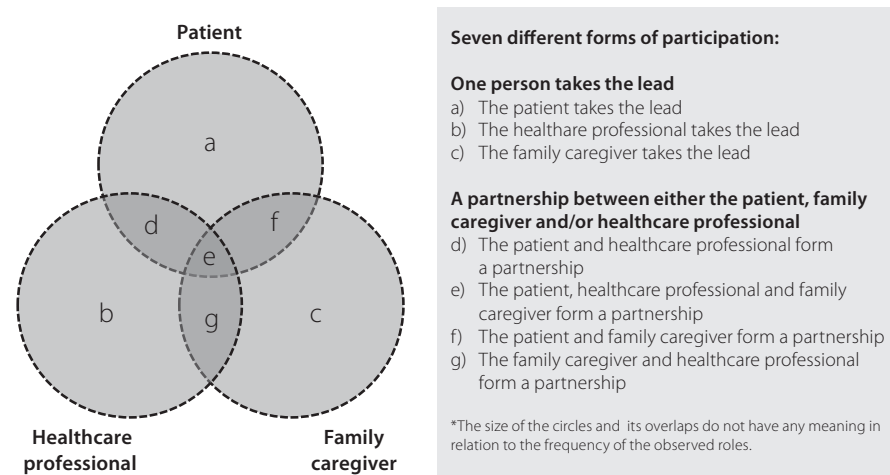 Patient
a
d
f
e
b
g
c
Healthcare
professional
Family
caregiver
Seven different forms of participation:
One person takes the lead
a) The patient takes the lead
b) The healthare professional takes the lead
c) The family caregiver takes the lead
A partnership between either the patient, family
caregiver and/or healthcare professional
d) The patient and healthcare professional form
a partnership
e) The patient, healthcare professional and family
caregiver form a partnership
f) The patient and family caregiver form a partnership
g) The family caregiver and healthcare professional
form a partnership
*The size of the circles and its overlaps do not have any meaning in
relation to the frequency of the observed roles.